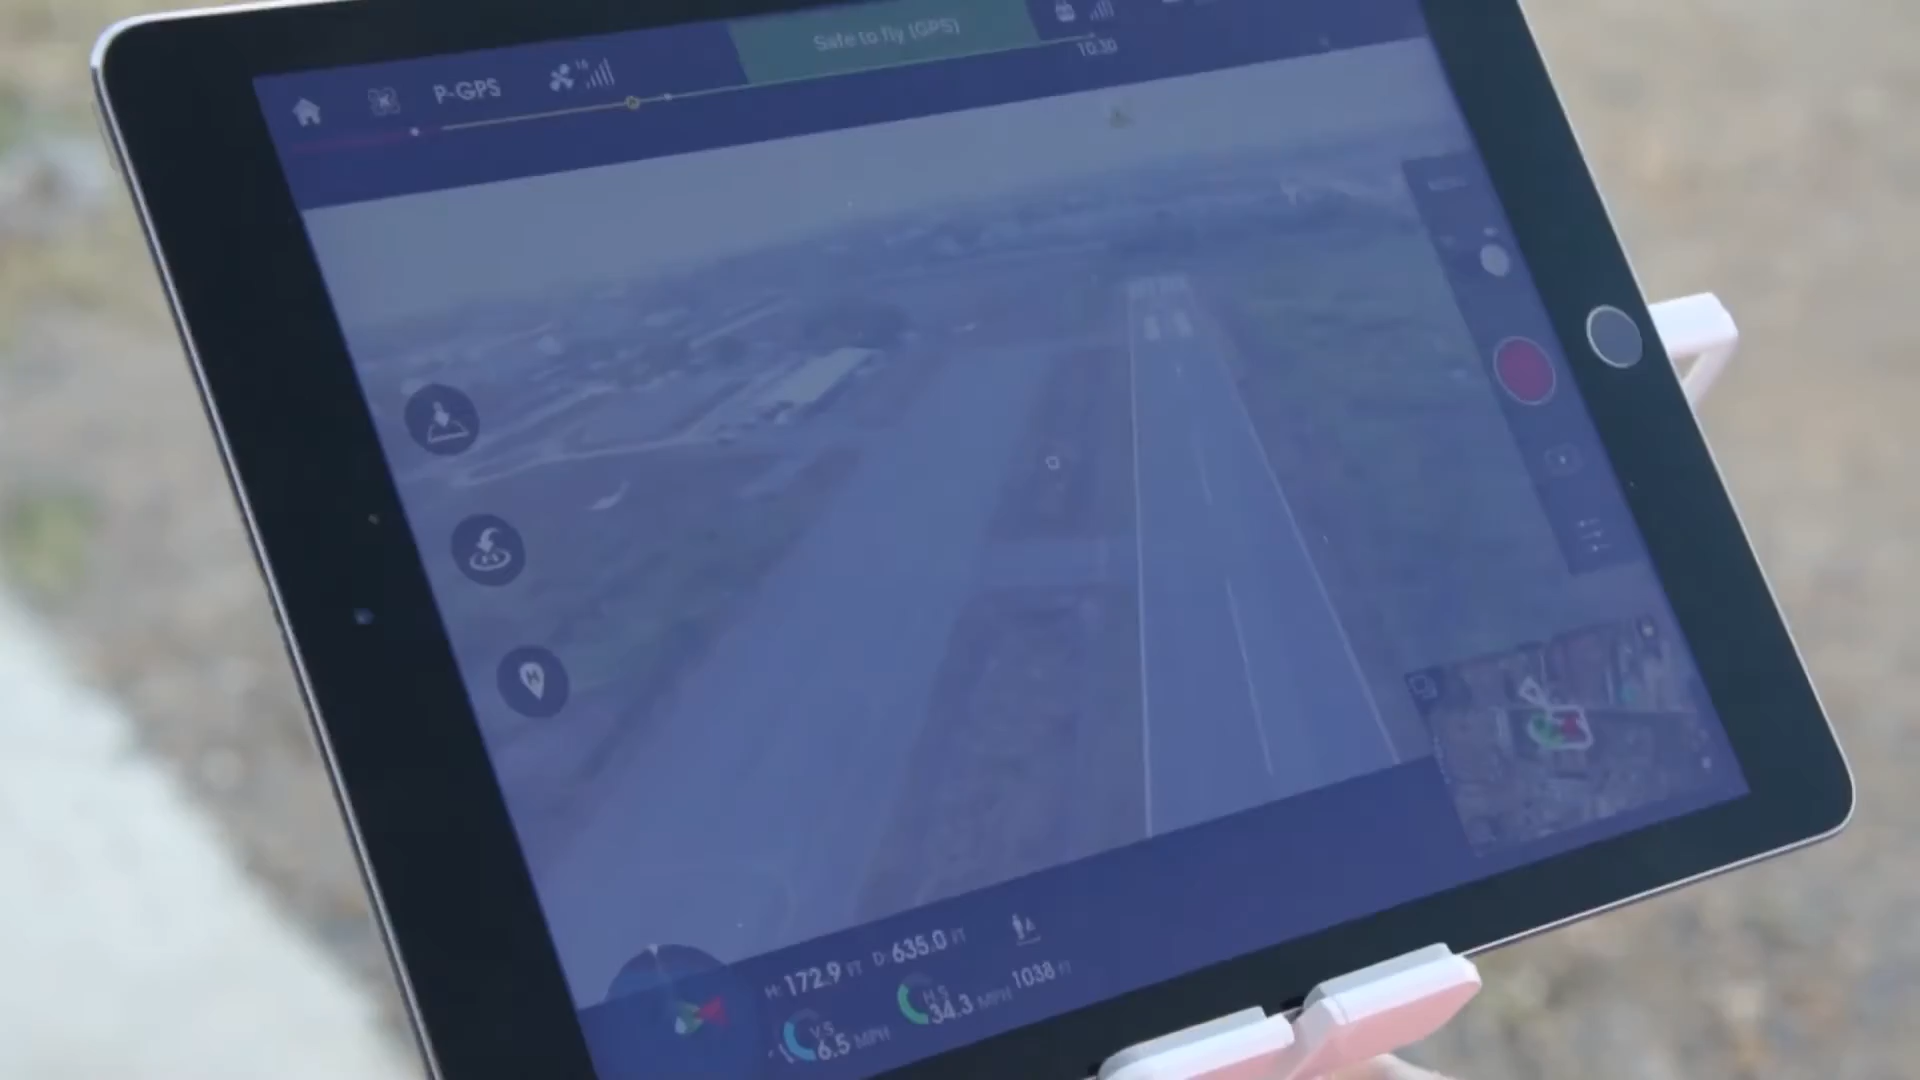 Safe to fly (GPS)
P-GPS 16
10:30
H: 172.9 FT D: 635.0 FT
V.S 6.5 MPH H.S 34.3 MPH 1038 FT
H